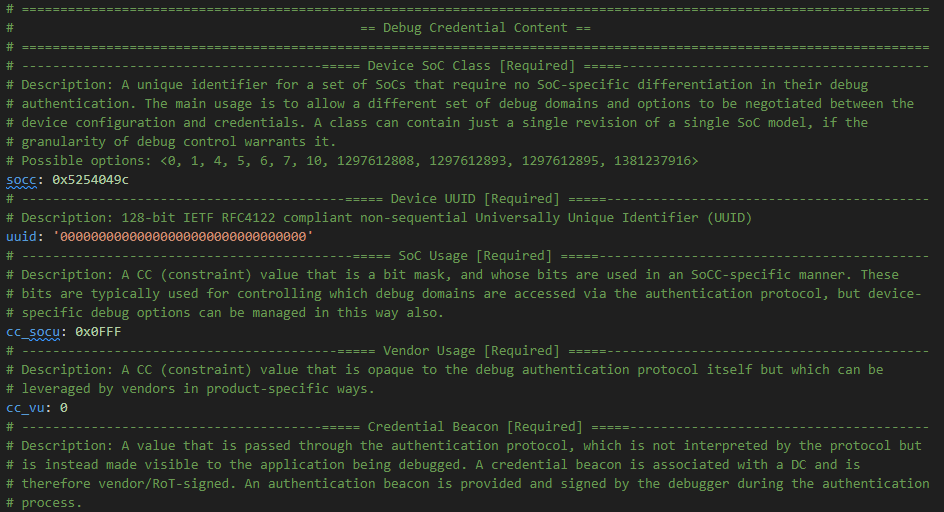 # ======================================================================================================================
# == Debug Credential Content ==
# ======================================================================================================================
# ---------------------------------------===== Device SoC Class [Required] =====----------------------------------------
# Description: A unique identifier for a set of SoCs that require no SoC-specific differentiation in their debug
# authentication. The main usage is to allow a different set of debug domains and options to be negotiated between the
# device configuration and credentials. A class can contain just a single revision of a single SoC model, if the
# granularity of debug control warrants it.
# Possible options: <0, 1, 4, 5, 6, 7, 10, 1297612808, 1297612893, 1297612895, 1381237916>
socc: 0x5254049c
# ------------------------------------------===== Device UUID [Required] =====------------------------------------------
# Description: 128-bit IETF RFC4122 compliant non-sequential Universally Unique Identifier (UUID)
uuid: '00000000000000000000000000000000'
# -------------------------------------------===== SoC Usage [Required] =====-------------------------------------------
# Description: A CC (constraint) value that is a bit mask, and whose bits are used in an SoCC-specific manner. These
# bits are typically used for controlling which debug domains are accessed via the authentication protocol, but device-
# specific debug options can be managed in this way also.
cc_socu: 0x0FFF
# -----------------------------------------===== Vendor Usage [Required] =====------------------------------------------
# Description: A CC (constraint) value that is opaque to the debug authentication protocol itself but which can be
# leveraged by vendors in product-specific ways.
cc_vu: 0
# ---------------------------------------===== Credential Beacon [Required] =====---------------------------------------
# Description: A value that is passed through the authentication protocol, which is not interpreted by the protocol but
# is instead made visible to the application being debugged. A credential beacon is associated with a DC and is
# therefore vendor/RoT-signed. An authentication beacon is provided and signed by the debugger during the authentication
# process.